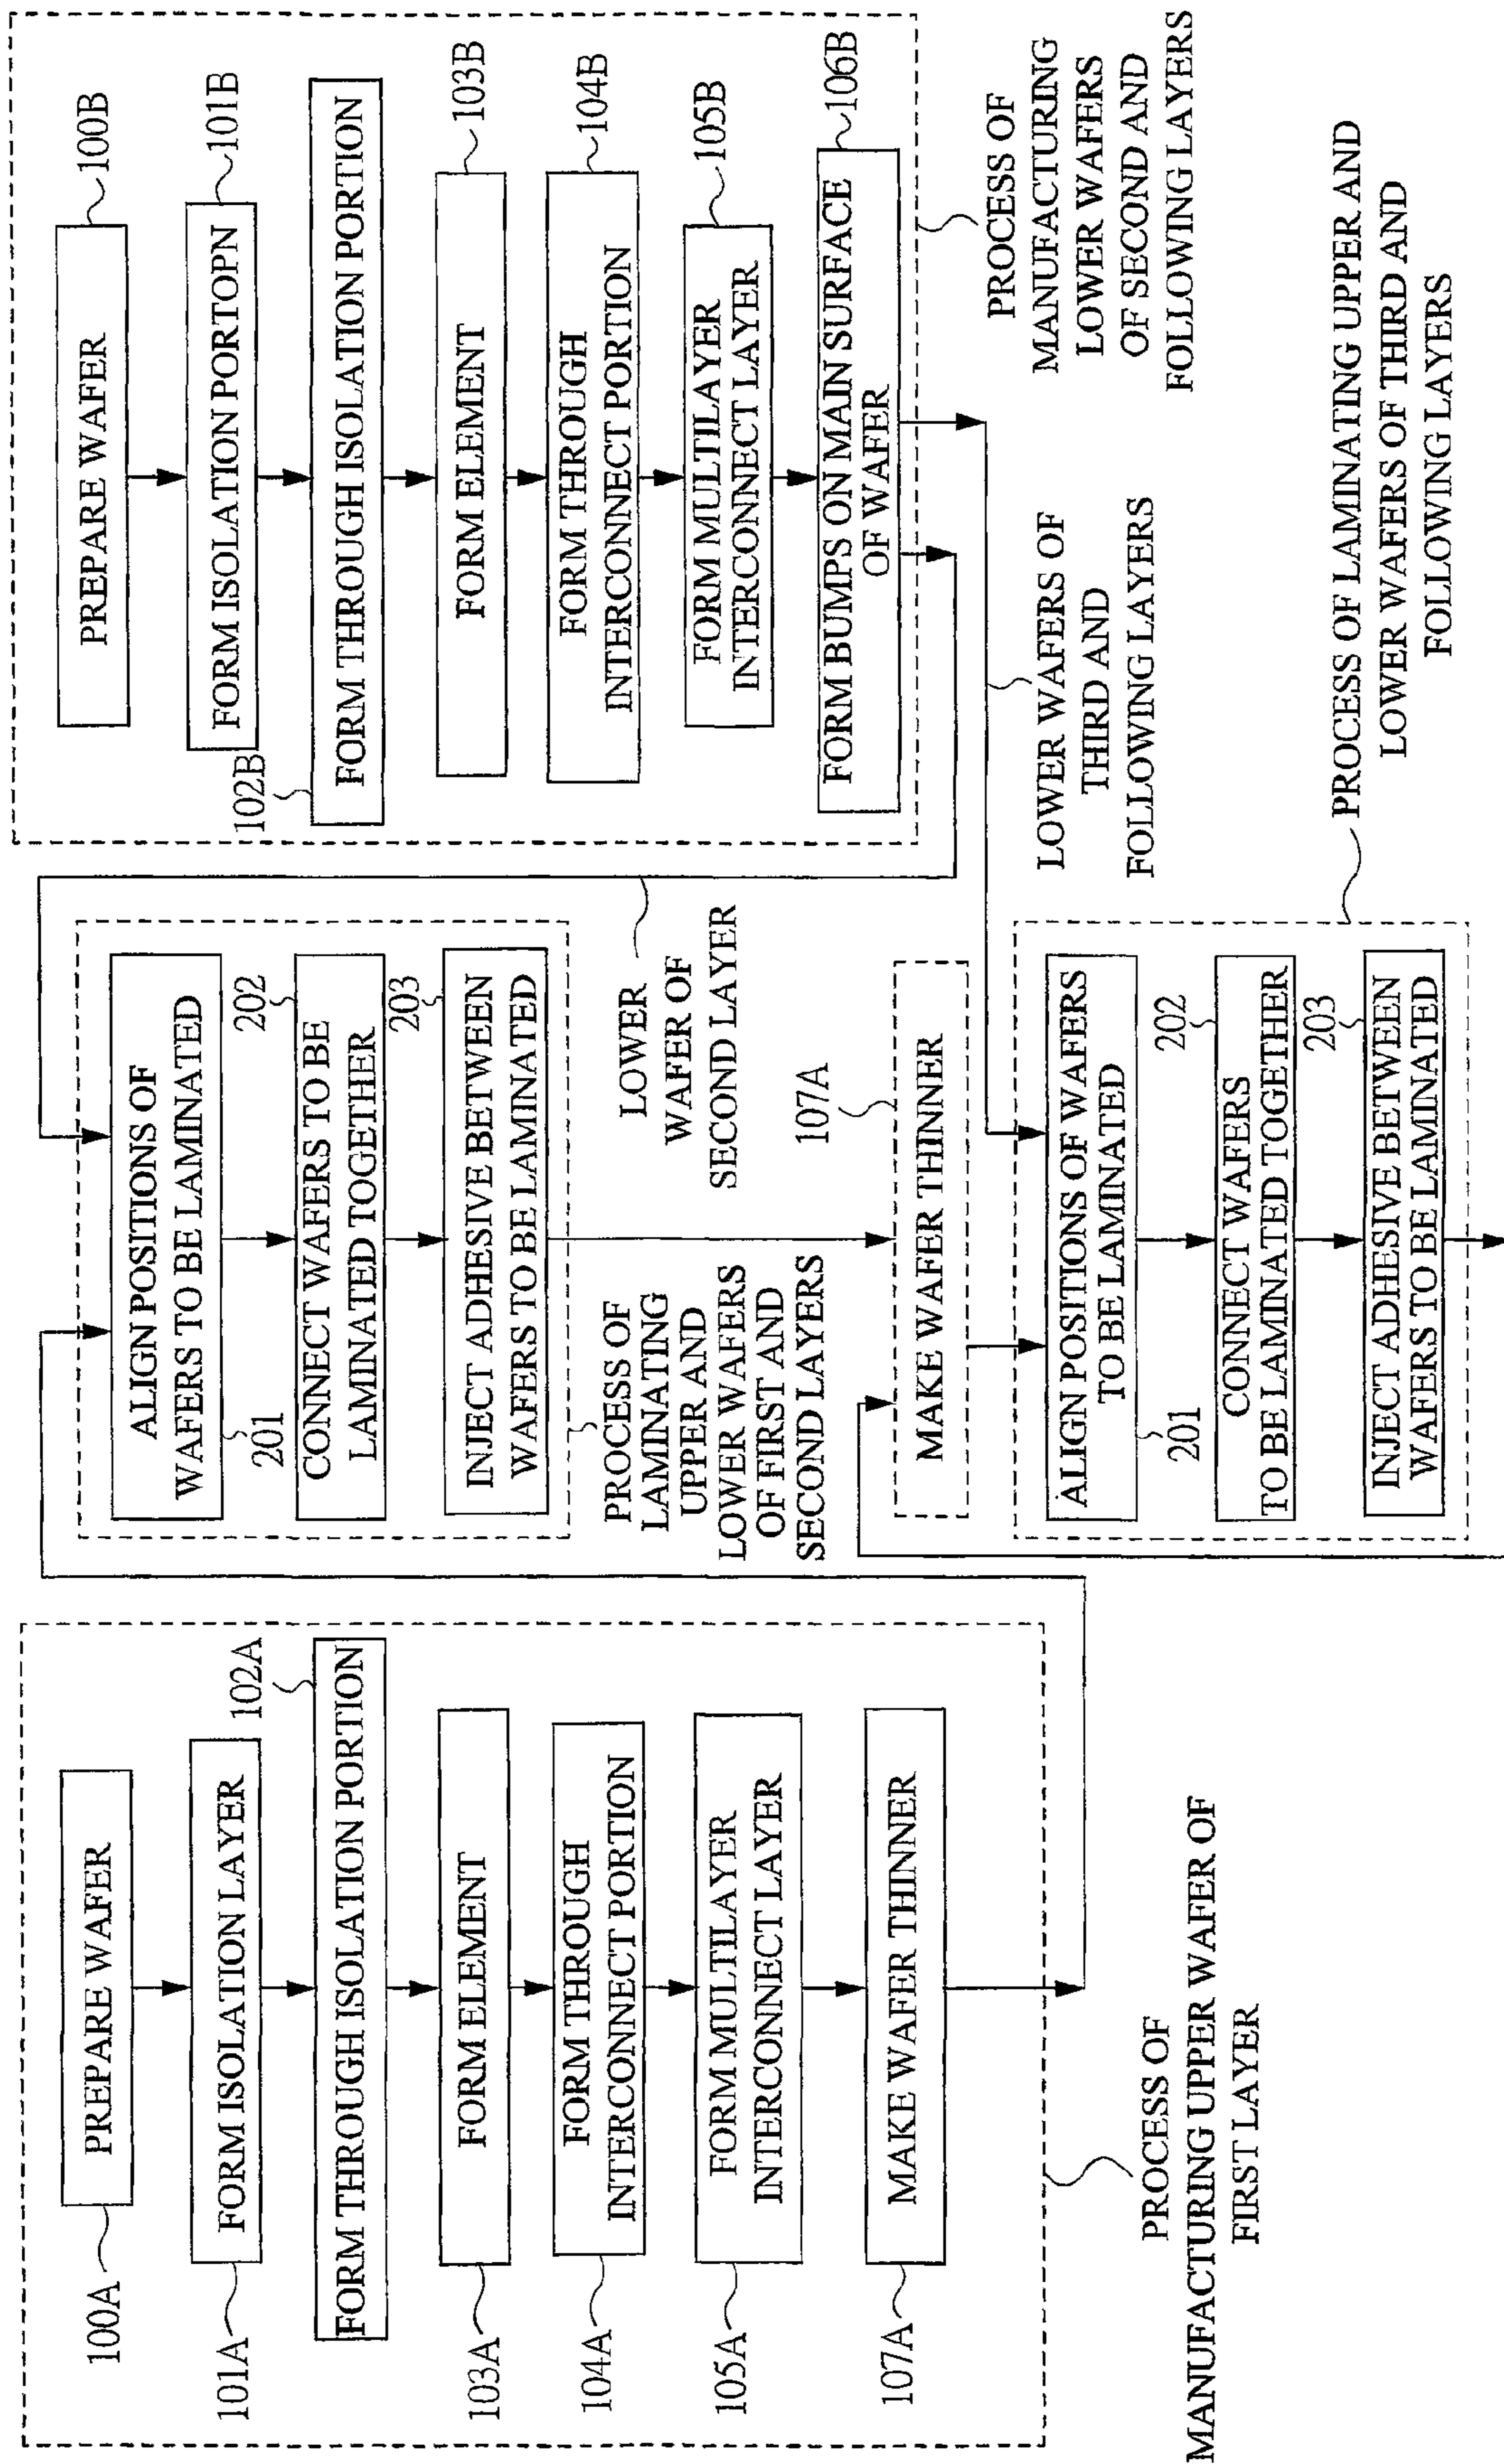 100A
PREPARE WAFER
101A
FORM ISOLATION LAYER
102A
FORM THROUGH ISOLATION PORTION
103A
FORM ELEMENT
104A
FORM THROUGH
INTERCONNECT PORTION
105A
FORM MULTILAYER
INTERCONNECT LAYER
107A
MAKE WAFER THINNER
PROCESS OF
MANUFACTURING UPPER WAFER OF
FIRST LAYER
ALIGN POSITIONS OF
WAFERS TO BE LAMINATED
201
202
CONNECT WAFERS TO BE
LAMINATED TOGETHER
203
INJECT ADHESIVE BETWEEN
WAFERS TO BE LAMINATED
PROCESS OF
LAMINATING
UPPER AND
LOWER WAFERS
OF FIRST AND
SECOND LAYERS
LOWER
WAFER OF
SECOND LAYER
107A
MAKE WAFER THINNER
ALIGN POSITIONS OF WAFERS
TO BE LAMINATED
201
202
CONNECT WAFERS
TO BE LAMINATED TOGETHER
203
INJECT ADHESIVE BETWEEN
WAFERS TO BE LAMINATED
100B
PREPARE WAFER
101B
FORM ISOLATION PORTOPN
102B
FORM THROUGH ISOLATION PORTION
103B
FORM ELEMENT
104B
FORM THROUGH
INTERCONNECT PORTION
105B
FORM MULTILAYER
INTERCONNECT LAYER
106B
FORM BUMPS ON MAIN SURFACE
OF WAFER
PROCESS OF
MANUFACTURING
LOWER WAFERS
OF SECOND AND
FOLLOWING LAYERS
LOWER WAFERS OF
THIRD AND
FOLLOWING LAYERS
PROCESS OF LAMINATING UPPER AND
LOWER WAFERS OF THIRD AND
FOLLOWING LAYERS